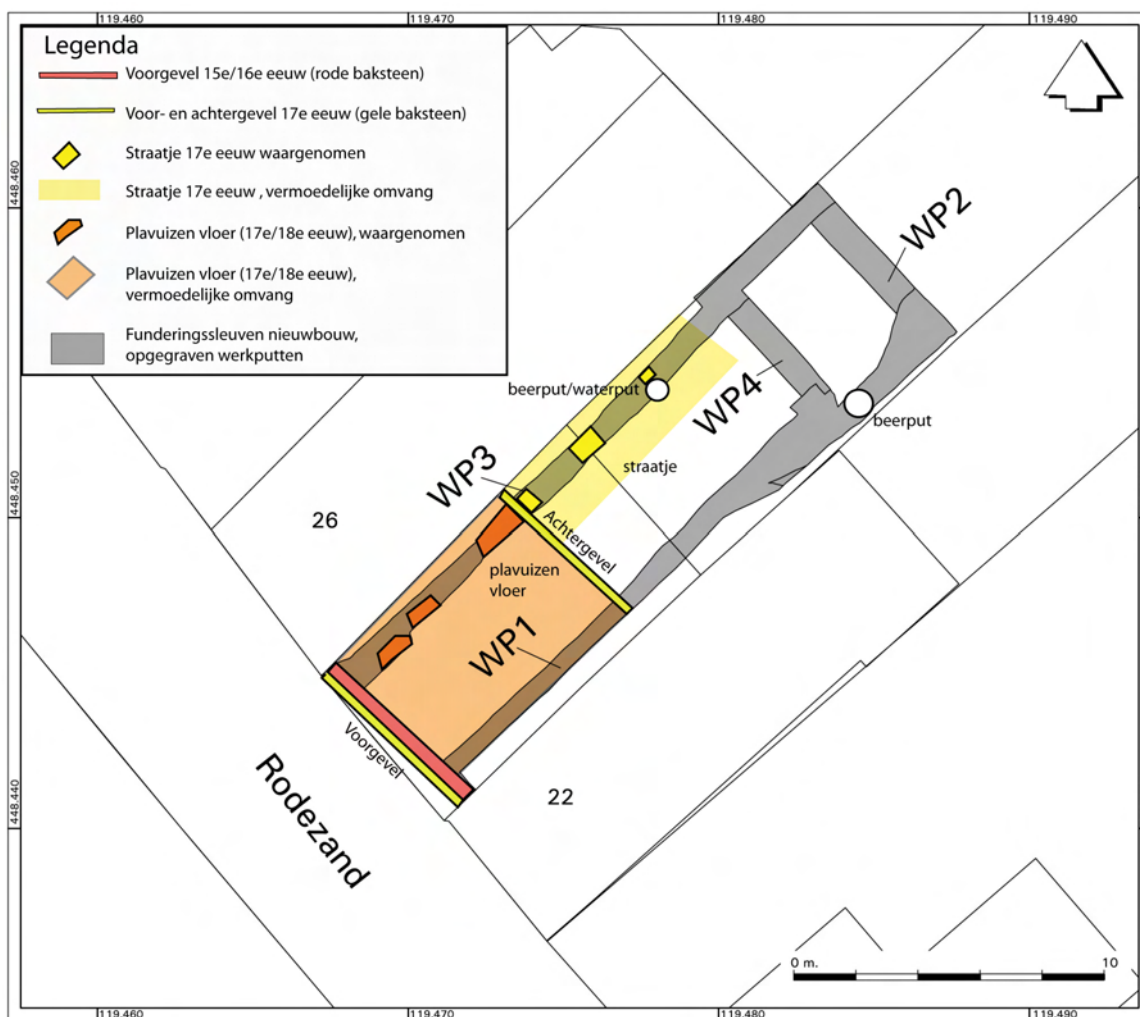 119.460
119.470
119.480
119.490
Legenda
Voorgevel 15e/16e eeuw (rode baksteen)
Voor- en achtergevel 17e eeuw (gele baksteen)
Straatje 17e eeuw waargenomen
Straatje 17e eeuw , vermoedelijke omvang
Plavuizen vloer (17e/18e eeuw), waargenomen
Plavuizen vloer (17e/18e eeuw),
vermoedelijke omvang
Funderingssleuven nieuwbouw,
opgegraven werkputten
448.460
WP2
beerput/waterput
WP4
beerput
straatje
WP3
448.450
26
Achtergevel
plavuizen
vloer
WP1
Voorgevel
22
Rodezand
448.440
0 m.
10
119.460
119.470
119.480
119.490